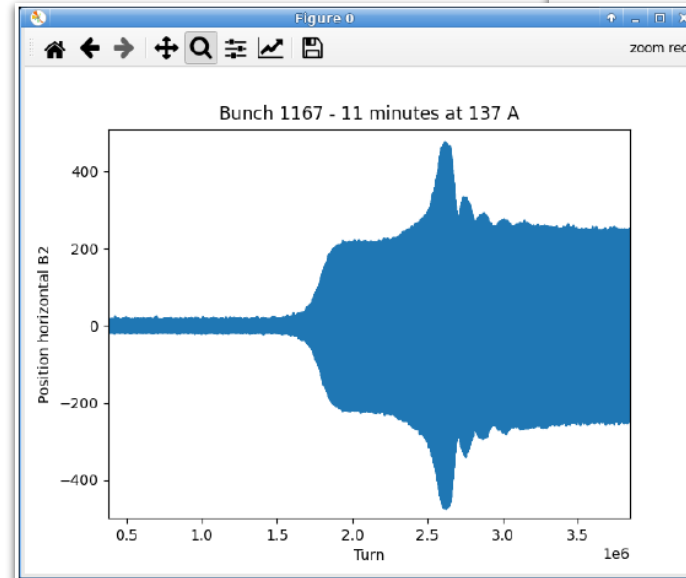 Figure 0
zoom rec
Bunch 1167 - 11 minutes at 137 A
Position horizontal B2
400
200
0
−200
−400
0.5 1.0 1.5 2.0 2.5 3.0 3.5
Turn
1e6